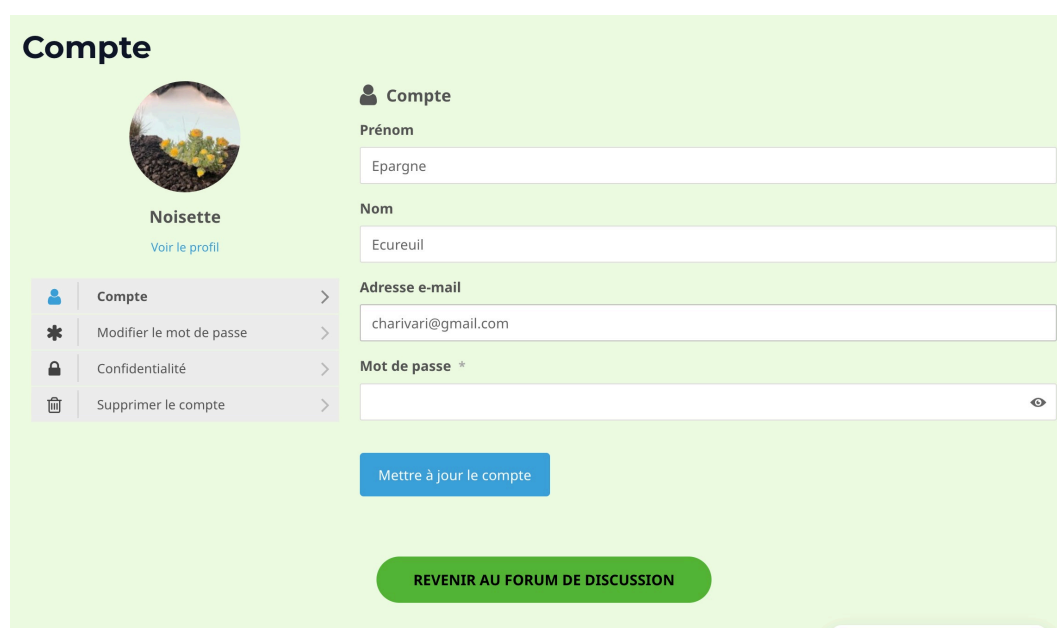 Compte
Noisette
Voir le profil
Compte
Modifier le mot de passe
Confidentialité
Supprimer le compte
Compte
Prénom
Epargne
Nom
Ecureuil
Adresse e-mail
charivari@gmail.com
Mot de passe *
Mettre à jour le compte
REVENIR AU FORUM DE DISCUSSION